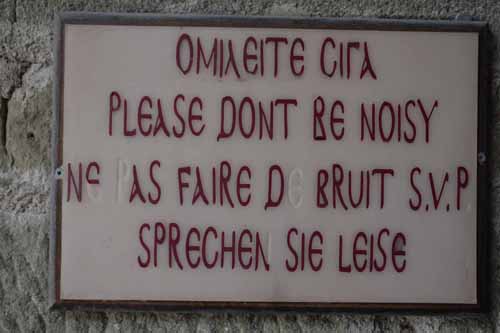 ΟΜΙΛΕΙΤΕ ΣΙΓΑ
PLEASE DONT BE NOISY
NE PAS FAIRE DE BRUIT S.V.P.
SPRECHEN SIE LEISE